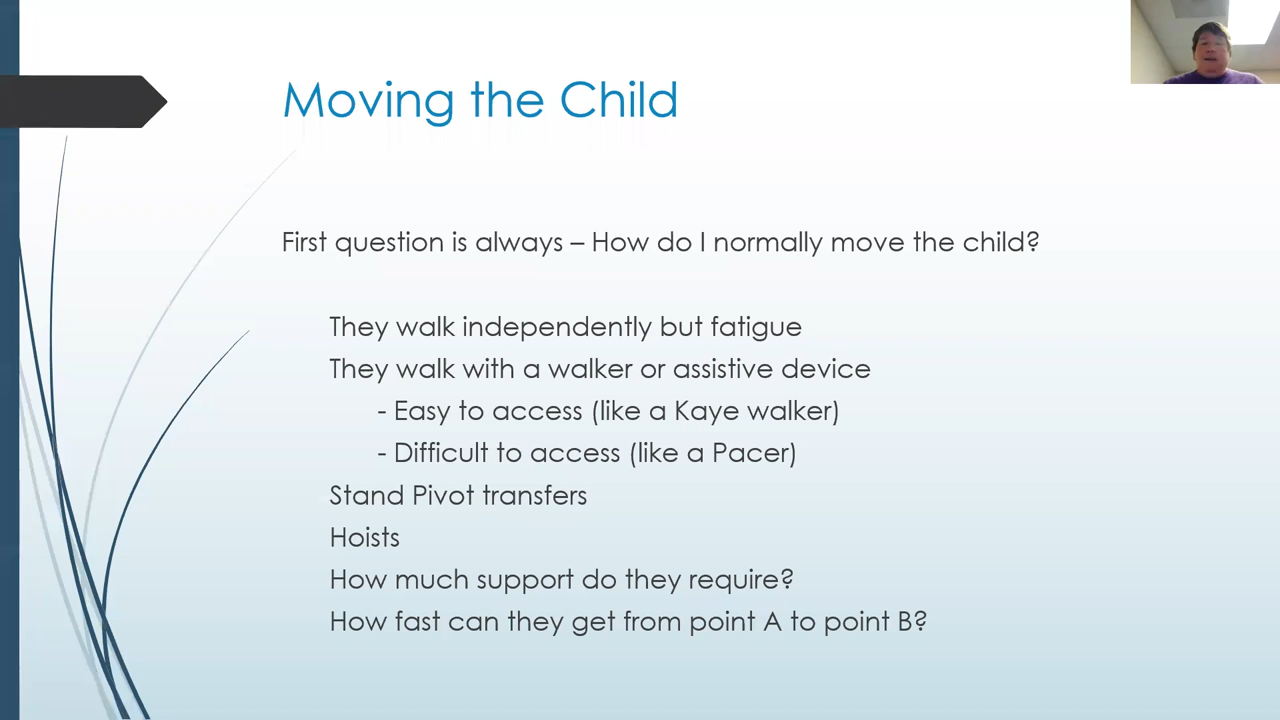 Moving the Child
First question is always – How do I normally move the child?
They walk independently but fatigue
They walk with a walker or assistive device
- Easy to access (like a Kaye walker)
- Difficult to access (like a Pacer)
Stand Pivot transfers
Hoists
How much support do they require?
How fast can they get from point A to point B?